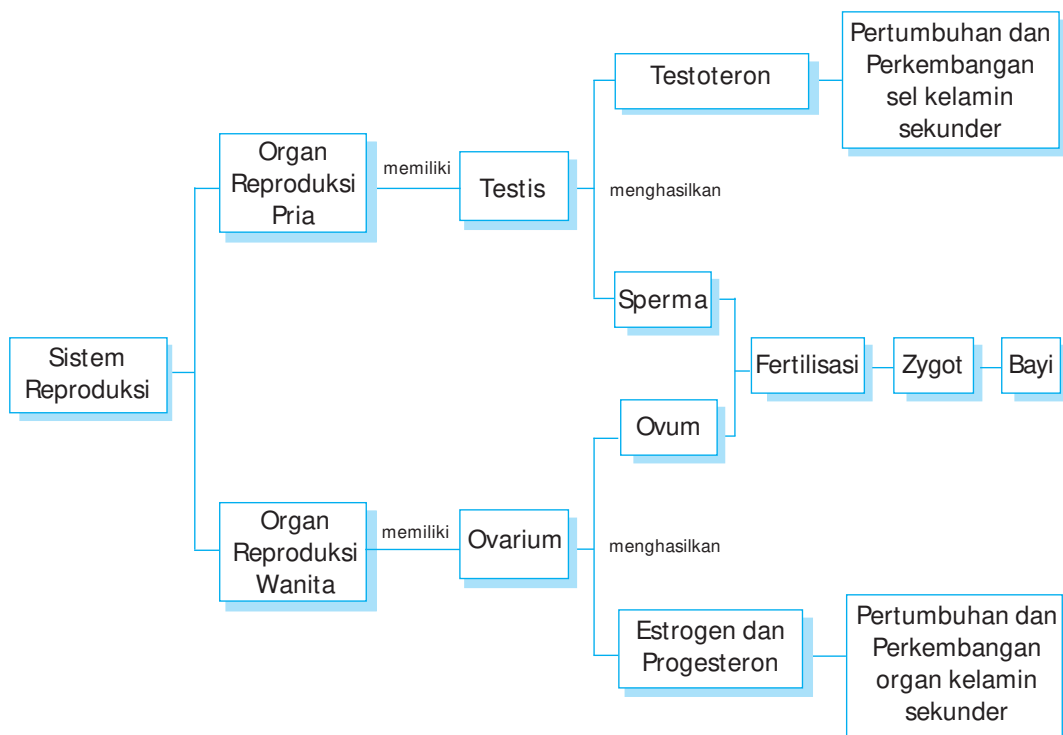 Pertumbuhan dan
Perkembangan
sel kelamin
sekunder
Testoteron
Organ
Reproduksi
Pria
memiliki
Testis
menghasilkan
Sperma
Sistem
Reproduksi
Fertilisasi
Zygot
Bayi
Ovum
Organ
Reproduksi
Wanita
memiliki
Ovarium
menghasilkan
Estrogen dan
Progesteron
Pertumbuhan dan
Perkembangan
organ kelamin
sekunder